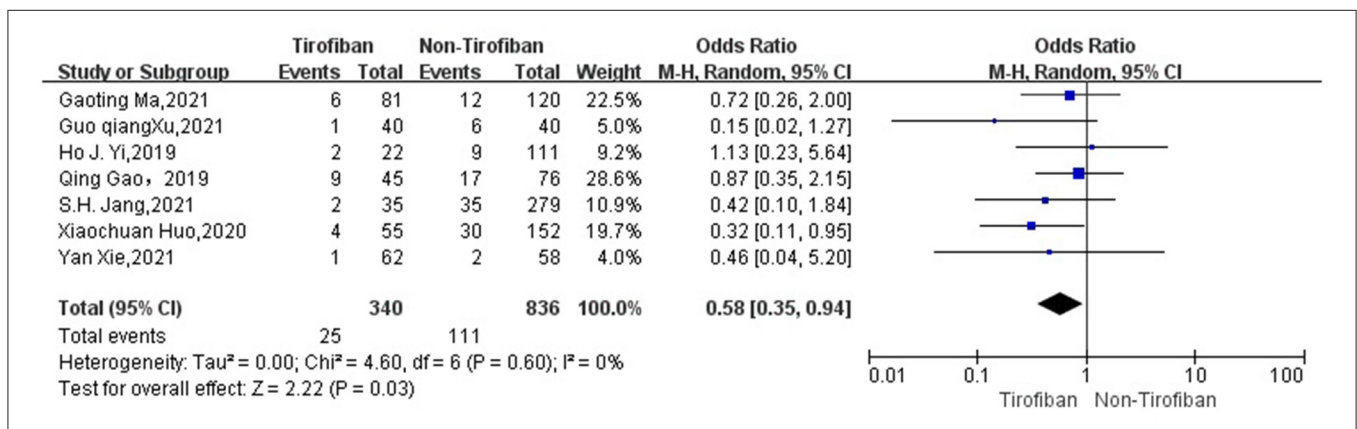 Tirofiban Non-Tirofiban Odds Ratio Odds Ratio
Study or Subgroup Events Total Events Total Weight M-H, Random, 95% CI M-H, Random, 95% CI
Gaoting Ma,2021 6 81 12 120 22.5% 0.72 [0.26, 2.00]
Guo qiangXu,2021 1 40 6 40 5.0% 0.15 [0.02, 1.27]
Ho J. Yi,2019 2 22 9 111 9.2% 1.13 [0.23, 5.64]
Qing Gao，2019 9 45 17 76 28.6% 0.87 [0.35, 2.15]
S.H. Jang,2021 2 35 35 279 10.9% 0.42 [0.10, 1.84]
Xiaochuan Huo,2020 4 55 30 152 19.7% 0.32 [0.11, 0.95]
Yan Xie,2021 1 62 2 58 4.0% 0.46 [0.04, 5.20]
Total (95% CI) 340 836 100.0% 0.58 [0.35, 0.94]
Total events 25 111
Heterogeneity: Tau² = 0.00; Chi² = 4.60, df = 6 (P = 0.60); I² = 0%
Test for overall effect: Z = 2.22 (P = 0.03)
0.01 0.1 1 10 100
Tirofiban Non-Tirofiban